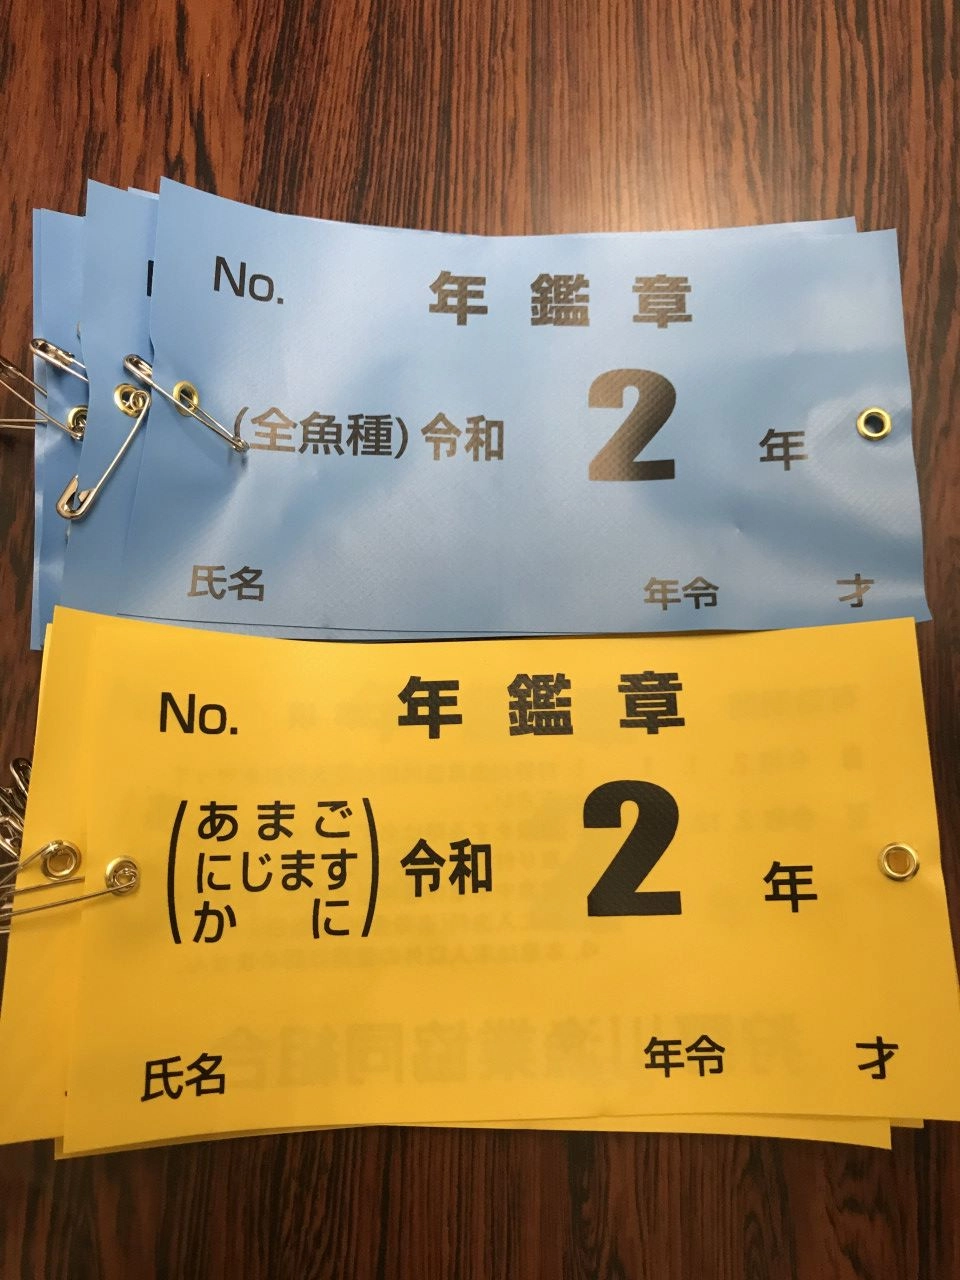 No. 年鑑章
(全魚種) 令和 2 年
氏名 年令 才
No. 年鑑章
(あまご
にじます
かに) 令和 2 年
氏名 年令 才